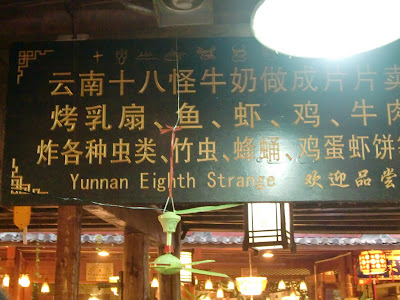 云南十八怪牛奶做成片片菜
烤乳扇、鱼、虾、鸡、牛肉
炸各种虫类、竹虫、蜂蛹、鸡蛋虾饼
Yunnan Eighth Strange 欢迎品尝